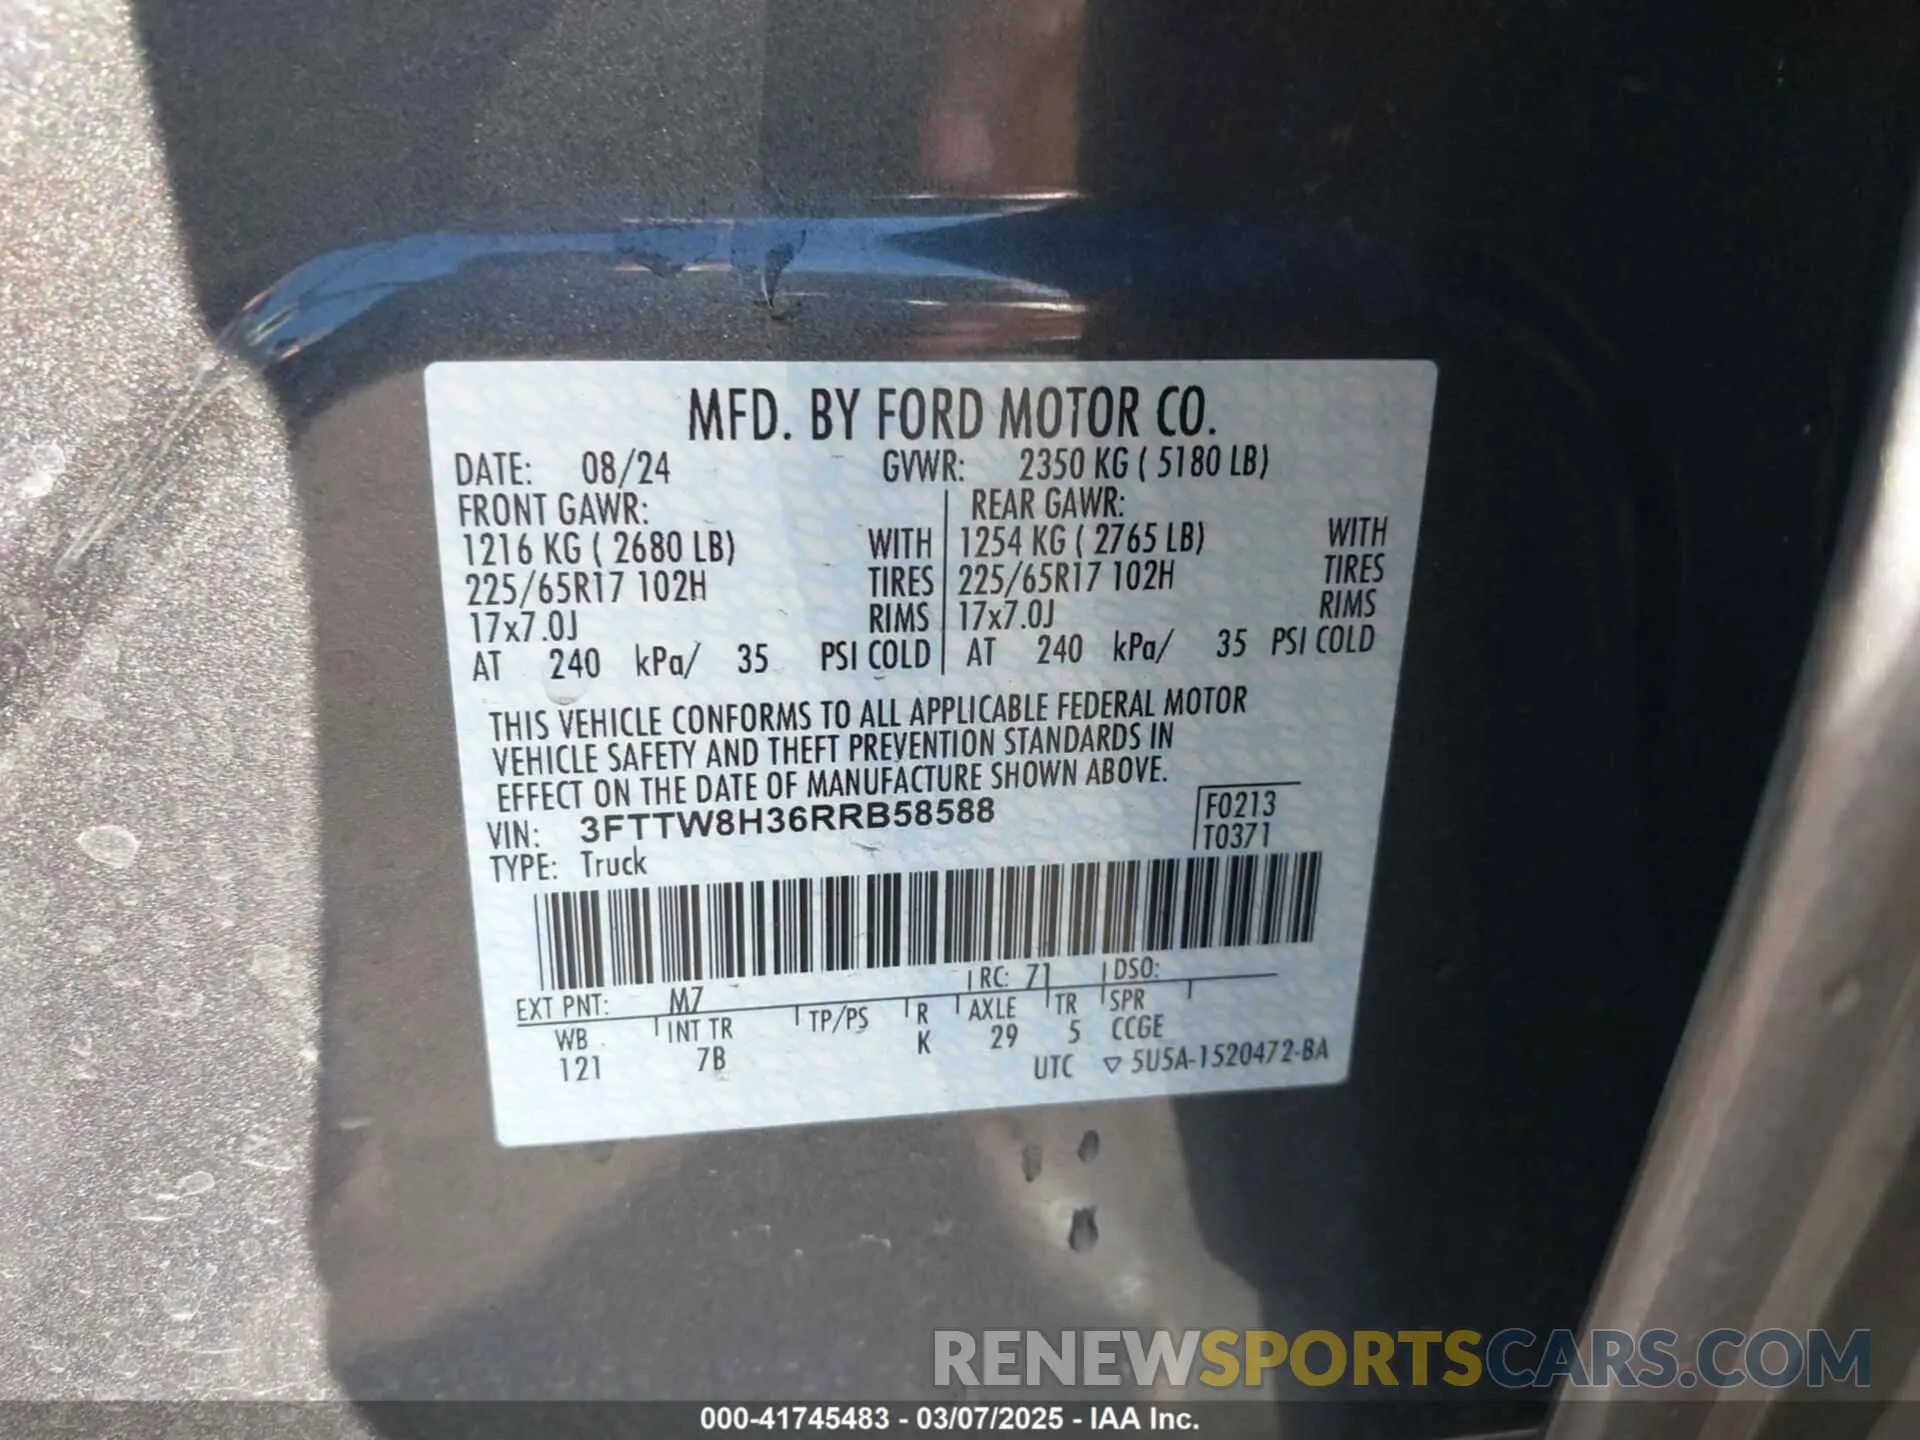 MFD. BY FORD MOTOR CO.
DATE: 08/24 GVWR: 2350 KG ( 5180 LB)
FRONT GAWR: REAR GAWR:
1216 KG ( 2680 LB) WITH 1254 KG ( 2765 LB) WITH
225/65R17 102H TIRES 225/65R17 102H TIRES
17x7.0J RIMS 17x7.0J RIMS
AT 240 kPa/ 35 PSI COLD AT 240 kPa/ 35 PSI COLD
THIS VEHICLE CONFORMS TO ALL APPLICABLE FEDERAL MOTOR
VEHICLE SAFETY AND THEFT PREVENTION STANDARDS IN
EFFECT ON THE DATE OF MANUFACTURE SHOWN ABOVE.
VIN: 3FTTW8H36RRB58588 F0213
TYPE: Truck T0371
EXT PNT: M7 RC: 71 DSO:
WB INT TR TP/PS R AXLE TR SPR
121 7B K 29 5 CCGE
UTC ▽ 5U5A-1520472-BA
RENEWSPORTSCARS.COM
000-41745483 - 03/07/2025 - IAA Inc.